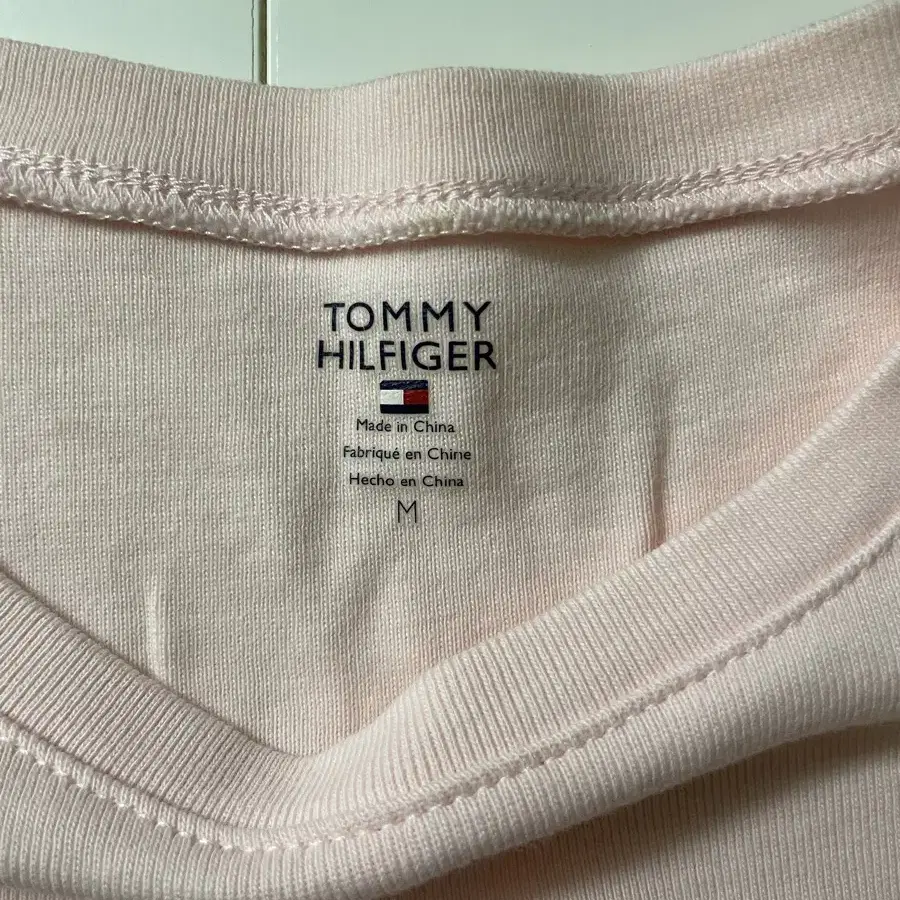 TOMMY
HILFIGER
Made in China
Fabriqué en Chine
Hecho en China
M